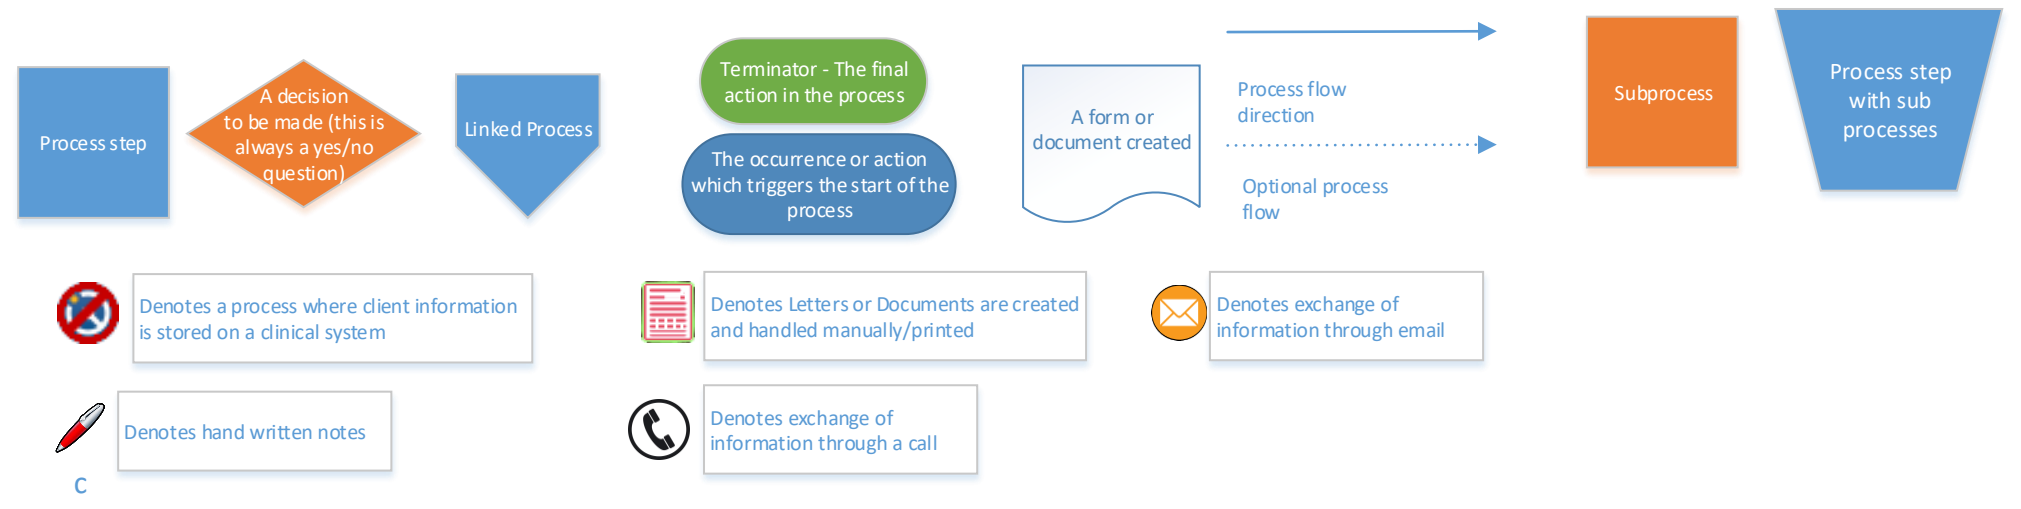 Process step
A decision
to be made (this is
always a yes/no
question)
Linked Process
Terminator - The final
action in the process
The occurrence or action
which triggers the start of the
process
A form or
document created
Process flow
direction
Optional process
flow
Subprocess
Process step
with sub
processes
Denotes a process where client information
is stored on a clinical system
Denotes Letters or Documents are created
and handled manually/printed
Denotes exchange of
information through email
Denotes hand written notes
Denotes exchange of
information through a call
C